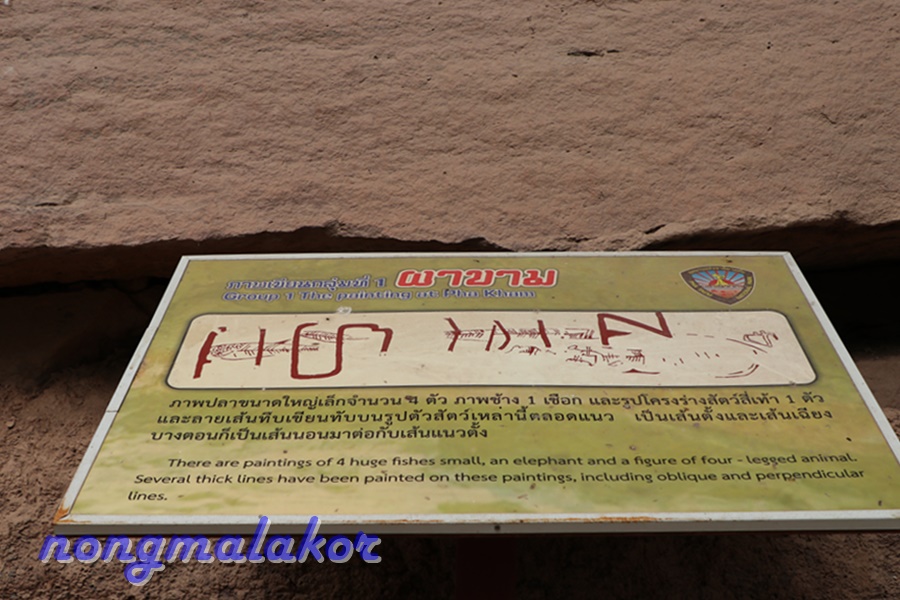 ภาพเขียนกลุ่มที่ 1 ผาขาม
Group 1 The painting at Pha Kham
ภาพปลาขนาดใหญ่เล็กจำนวน ๔ ตัว ภาพช้าง 1 เชือก และรูปโครงร่างสัตว์สี่เท้า 1 ตัว
และลายเส้นทึบเขียนทับบนรูปตัวสัตว์เหล่านี้ตลอดแนว เป็นเส้นตั้งและเส้นเฉียง
บางตอนก็เป็นเส้นนอนมาต่อกับเส้นแนวตั้ง
There are paintings of 4 huge fishes small, an elephant and a figure of four - legged animal.
Several thick lines have been painted on these paintings, including oblique and perpendicular
lines.
nongmalakor